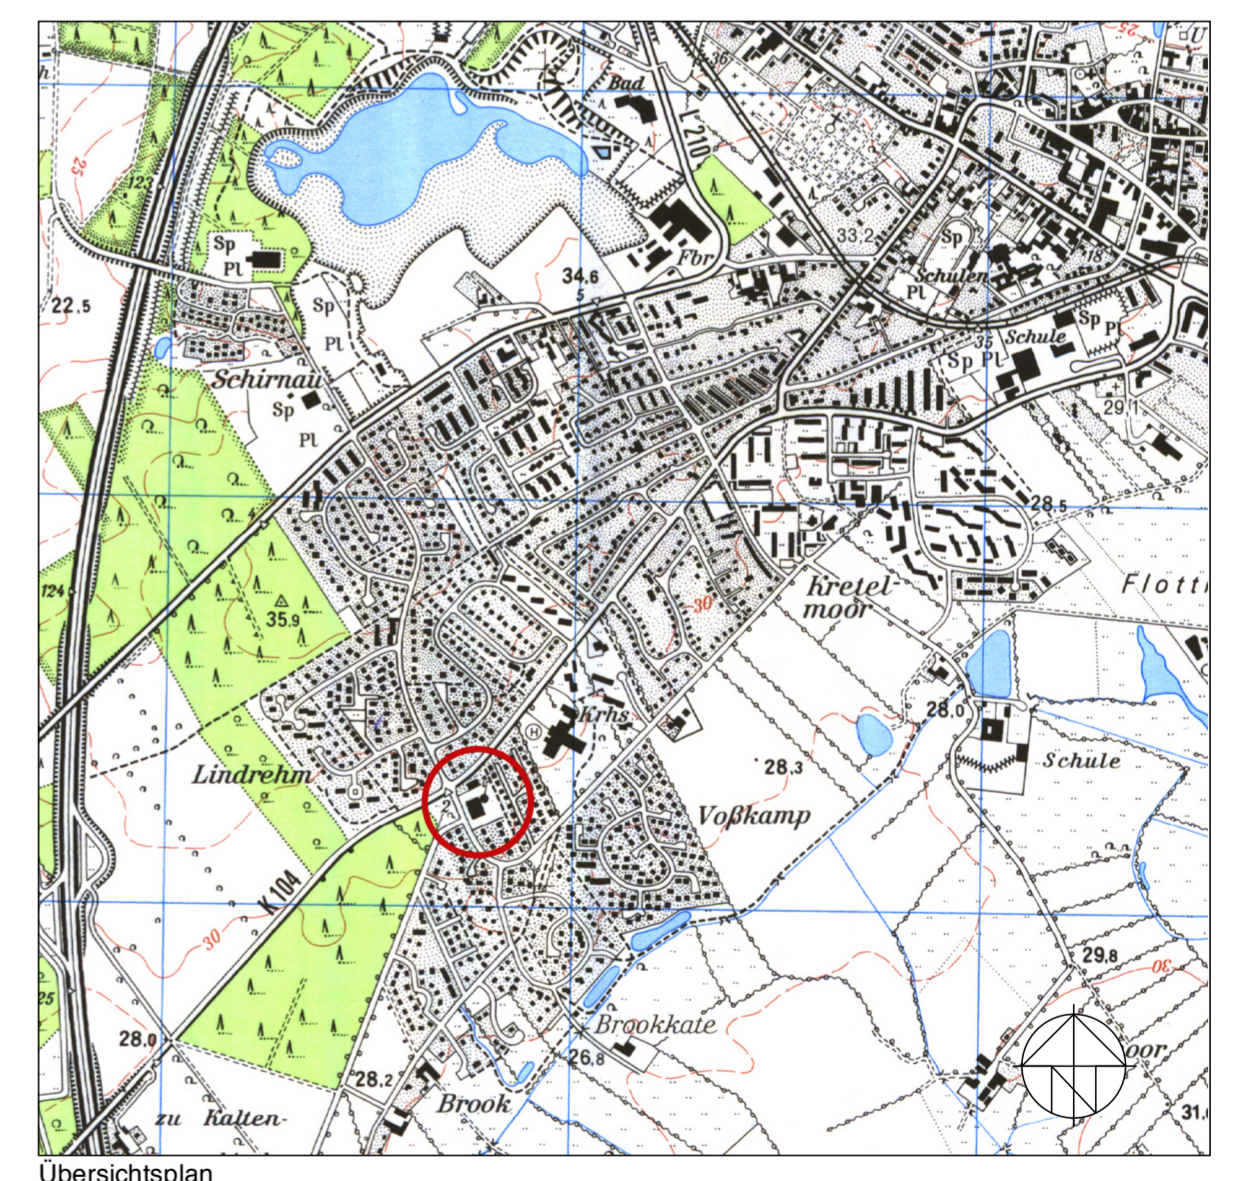 25
36
Bad
L 210
123
Sp
Pl
33,2
Sp
Schulen
Pl
18
Fbr
34.6
5
22.5
Sp
Pl
Sp
Pl
Schule
35
Sp Pl
Schirnau
Sp
Pl
29,1
4
28,5
124
35.9
30
Kretel
moor
Flott
H
Krhs
28.0
Lindrehm
28.3
Schule
2
Voßkamp
K 104
30
29,8
30
25
28.0
Brookkate
26,8
28.2
oor
N
Brook
zu Kalten-
31,
Übersichtsplan